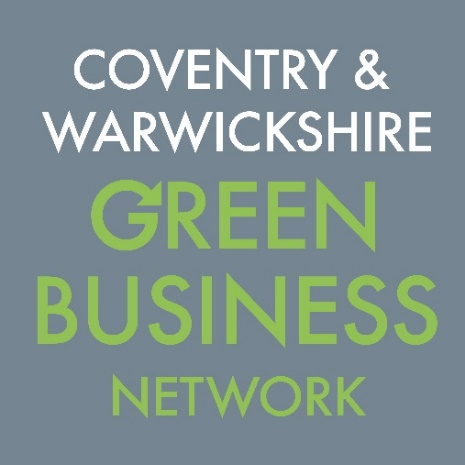 COVENTRY &
WARWICKSHIRE
GREEN
BUSINESS
NETWORK